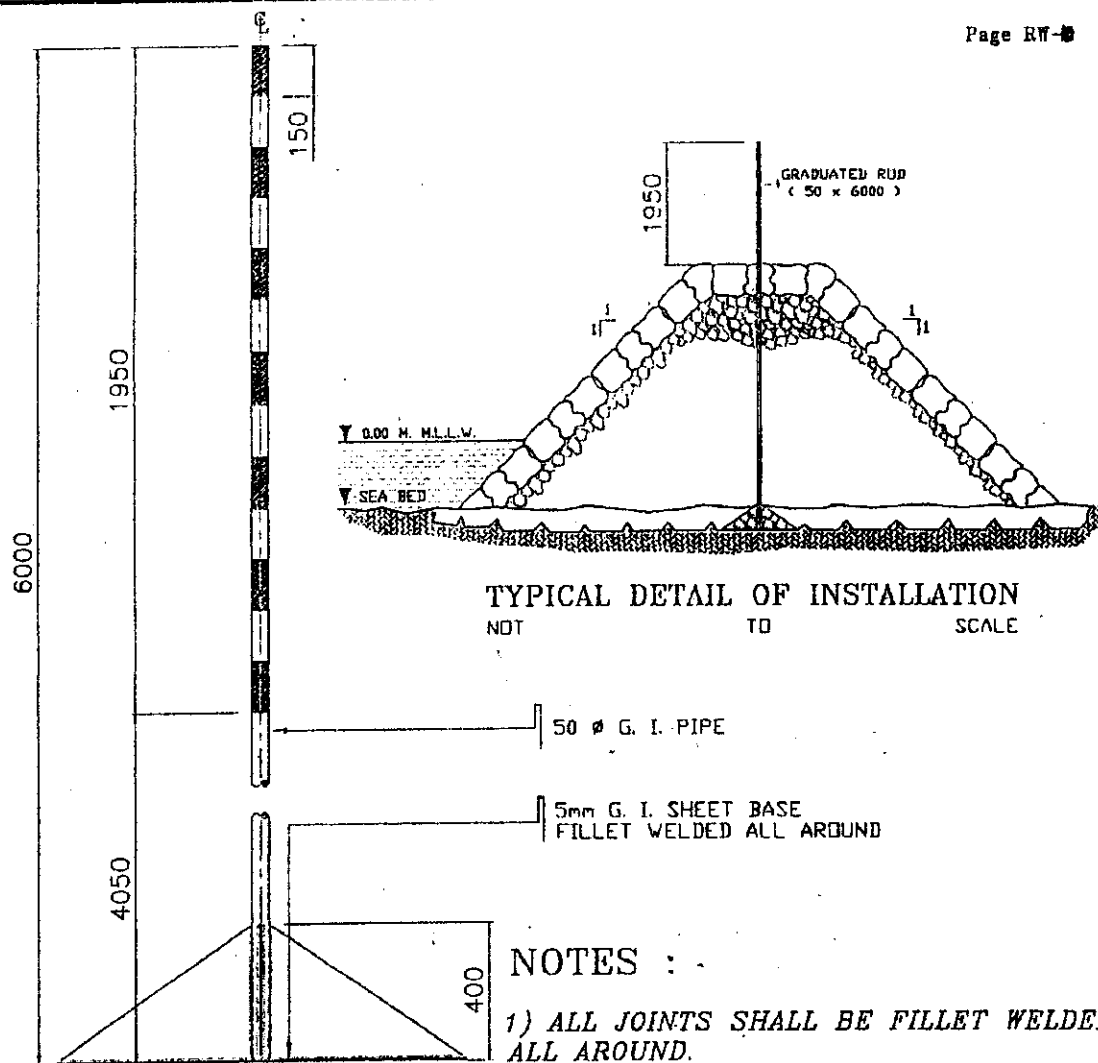 Page RW-
℄
150
1950
6000
1950
GRADUATED RUD
( 50 x 6000 )
1
1
1
1
0.00 M. M.L.L.W.
SEA BED
TYPICAL DETAIL OF INSTALLATION
NOT TO SCALE
50 ø G. I. PIPE
5mm G. I. SHEET BASE
FILLET WELDED ALL AROUND
4050
400
NOTES :
1) ALL JOINTS SHALL BE FILLET WELDE
ALL AROUND.